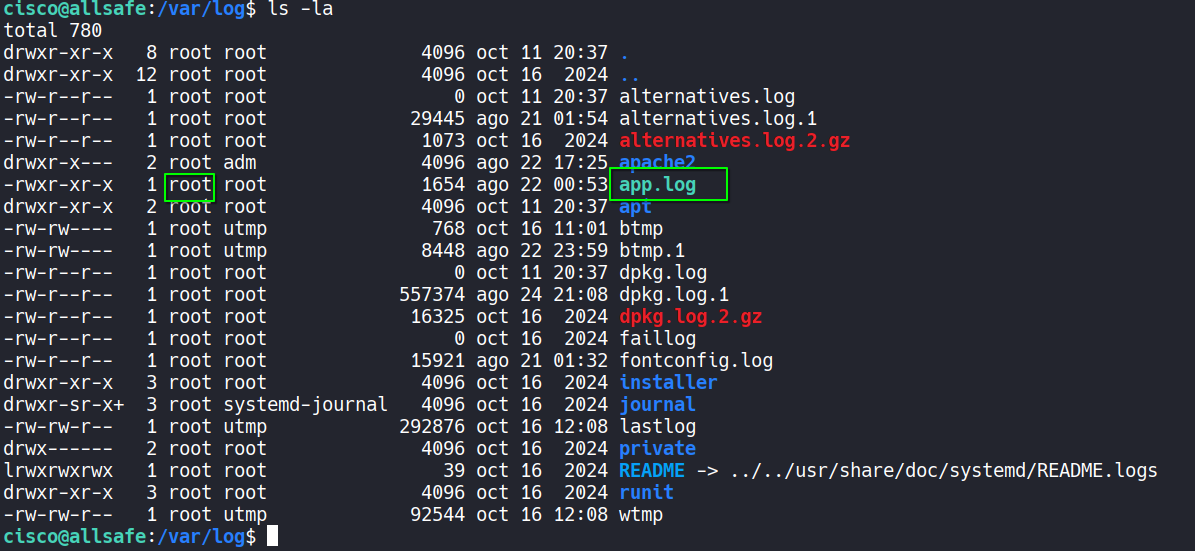 cisco@allsafe:/var/log$ ls -la
total 780
drwxr-xr-x  8 root root              4096 oct 11 20:37 .
drwxr-xr-x 12 root root              4096 oct 16  2024 ..
-rw-r--r--  1 root root                 0 oct 11 20:37 alternatives.log
-rw-r--r--  1 root root             29445 ago 21 01:54 alternatives.log.1
-rw-r--r--  1 root root              1073 oct 16  2024 alternatives.log.2.gz
drwxr-x---  2 root adm               4096 ago 22 17:25 apache2
-rwxr-xr-x  1 root root              1654 ago 22 00:53 app.log
drwxr-xr-x  2 root root              4096 oct 11 20:37 apt
-rw-rw----  1 root utmp               768 oct 16 11:01 btmp
-rw-rw----  1 root utmp              8448 ago 22 23:59 btmp.1
-rw-r--r--  1 root root                 0 oct 11 20:37 dpkg.log
-rw-r--r--  1 root root            557374 ago 24 21:08 dpkg.log.1
-rw-r--r--  1 root root             16325 oct 16  2024 dpkg.log.2.gz
-rw-r--r--  1 root root                 0 oct 16  2024 faillog
-rw-r--r--  1 root root             15921 ago 21 01:32 fontconfig.log
drwxr-xr-x  3 root root              4096 oct 16  2024 installer
drwxr-sr-x+ 3 root systemd-journal   4096 oct 16  2024 journal
-rw-rw-r--  1 root utmp            292876 oct 16 12:08 lastlog
drwx------  2 root root              4096 oct 16  2024 private
lrwxrwxrwx  1 root root                39 oct 16  2024 README -> ../../usr/share/doc/systemd/README.logs
drwxr-xr-x  3 root root              4096 oct 16  2024 runit
-rw-rw-r--  1 root utmp             92544 oct 16 12:08 wtmp
cisco@allsafe:/var/log$